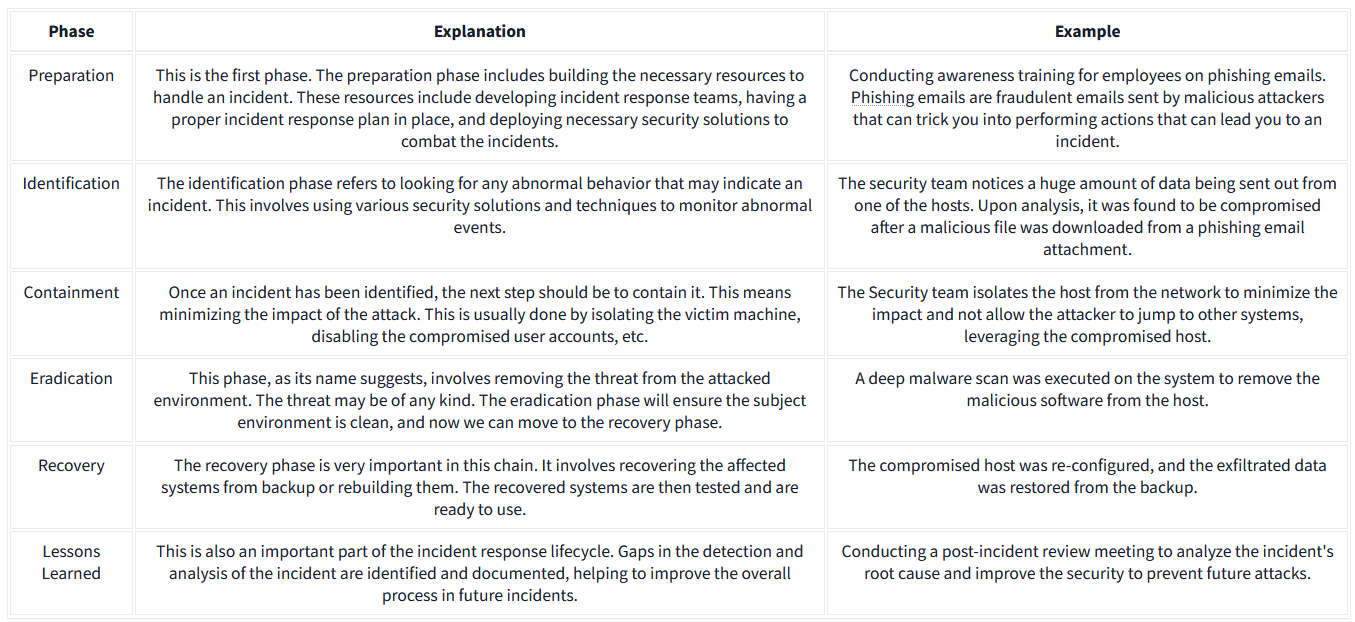 Phase
Explanation
Example
Preparation
This is the first phase. The preparation phase includes building the necessary resources to
handle an incident. These resources include developing incident response teams, having a
proper incident response plan in place, and deploying necessary security solutions to
combat the incidents.
Conducting awareness training for employees on phishing emails.
Phishing emails are fraudulent emails sent by malicious attackers
that can trick you into performing actions that can lead you to an
incident.
Identification
The identification phase refers to looking for any abnormal behavior that may indicate an
incident. This involves using various security solutions and techniques to monitor abnormal
events.
The security team notices a huge amount of data being sent out from
one of the hosts. Upon analysis, it was found to be compromised
after a malicious file was downloaded from a phishing email
attachment.
Containment
Once an incident has been identified, the next step should be to contain it. This means
minimizing the impact of the attack. This is usually done by isolating the victim machine,
disabling the compromised user accounts, etc.
The Security team isolates the host from the network to minimize the
impact and not allow the attacker to jump to other systems,
leveraging the compromised host.
Eradication
This phase, as its name suggests, involves removing the threat from the attacked
environment. The threat may be of any kind. The eradication phase will ensure the subject
environment is clean, and now we can move to the recovery phase.
A deep malware scan was executed on the system to remove the
malicious software from the host.
Recovery
The recovery phase is very important in this chain. It involves recovering the affected
systems from backup or rebuilding them. The recovered systems are then tested and are
ready to use.
The compromised host was re-configured, and the exfiltrated data
was restored from the backup.
Lessons
Learned
This is also an important part of the incident response lifecycle. Gaps in the detection and
analysis of the incident are identified and documented, helping to improve the overall
process in future incidents.
Conducting a post-incident review meeting to analyze the incident's
root cause and improve the security to prevent future attacks.